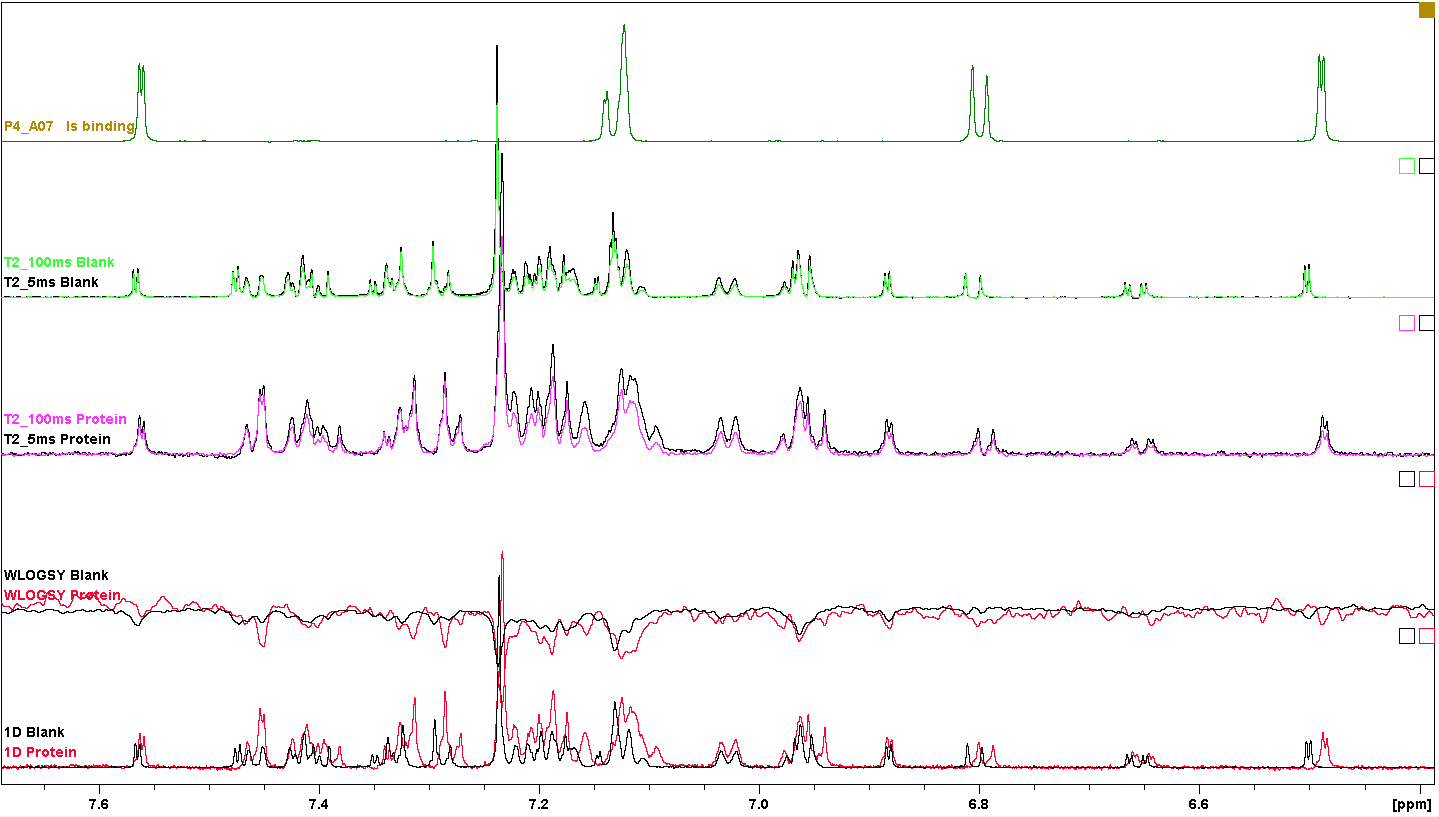 P4_A07 Is binding
T2_100ms Blank
T2_5ms Blank
T2_100ms Protein
T2_5ms Protein
WLOGSY Blank
WLOGSY Protein
1D Blank
1D Protein
7.6 7.4 7.2 7.0 6.8 6.6 [ppm]